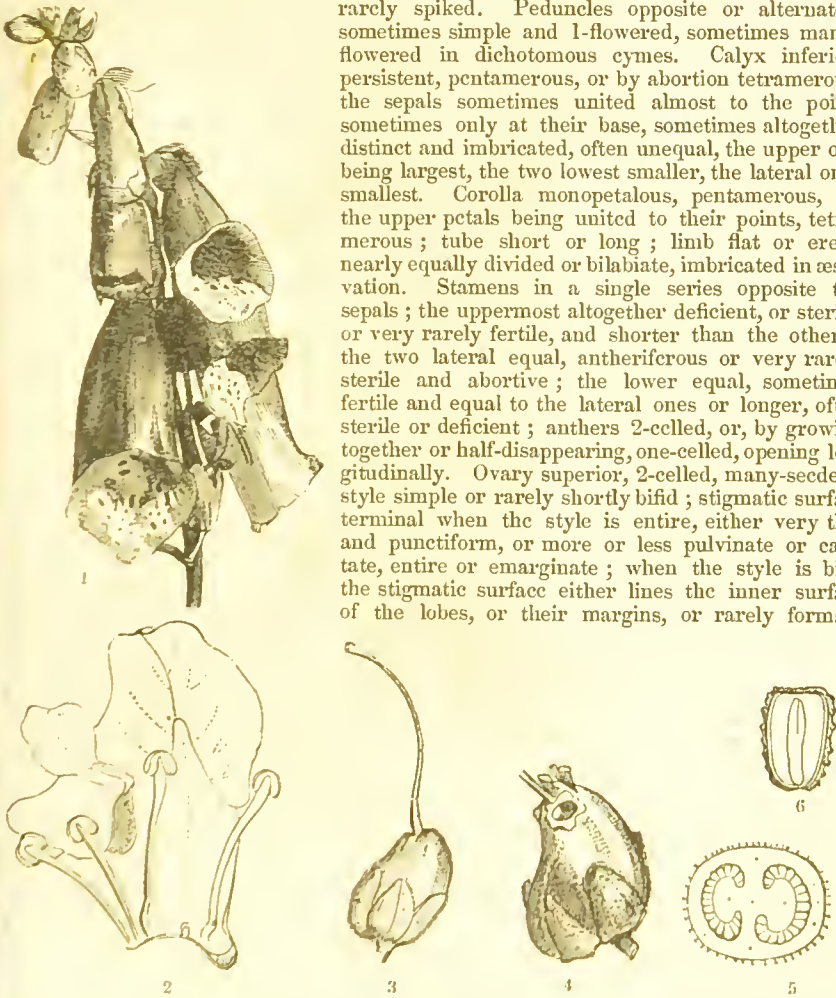 rarely spiked. Peduncles opposite or alternat
sometimes simple and 1-flowered, sometimes man
flowered in dichotomous cymes. Calyx inferi
persistent, pentamerous, or by abortion tetramero
the sepals sometimes united almost to the poi
sometimes only at their base, sometimes altogeth
distinct and imbricated, often unequal, the upper o
being largest, the two lowest smaller, the lateral on
smallest. Corolla monopetalous, pentamerous,
the upper petals being united to their points, tetr
merous ; tube short or long ; limb flat or ere
nearly equally divided or bilabiate, imbricated in æs
vation. Stamens in a single series opposite t
sepals ; the uppermost altogether deficient, or steri
or very rarely fertile, and shorter than the other
the two lateral equal, antheriferous or very rar
sterile and abortive ; the lower equal, sometim
fertile and equal to the lateral ones or longer, oft
sterile or deficient ; anthers 2-celled, or, by growi
together or half-disappearing, one-celled, opening lo
gitudinally. Ovary superior, 2-celled, many-seede
style simple or rarely shortly bifid ; stigmatic surfa
terminal when the style is entire, either very th
and punctiform, or more or less pulvinate or ca
tate, entire or emarginate ; when the style is bi
the stigmatic surface either lines the inner surfa
of the lobes, or their margins, or rarely forms
1
6
2 3 4 5